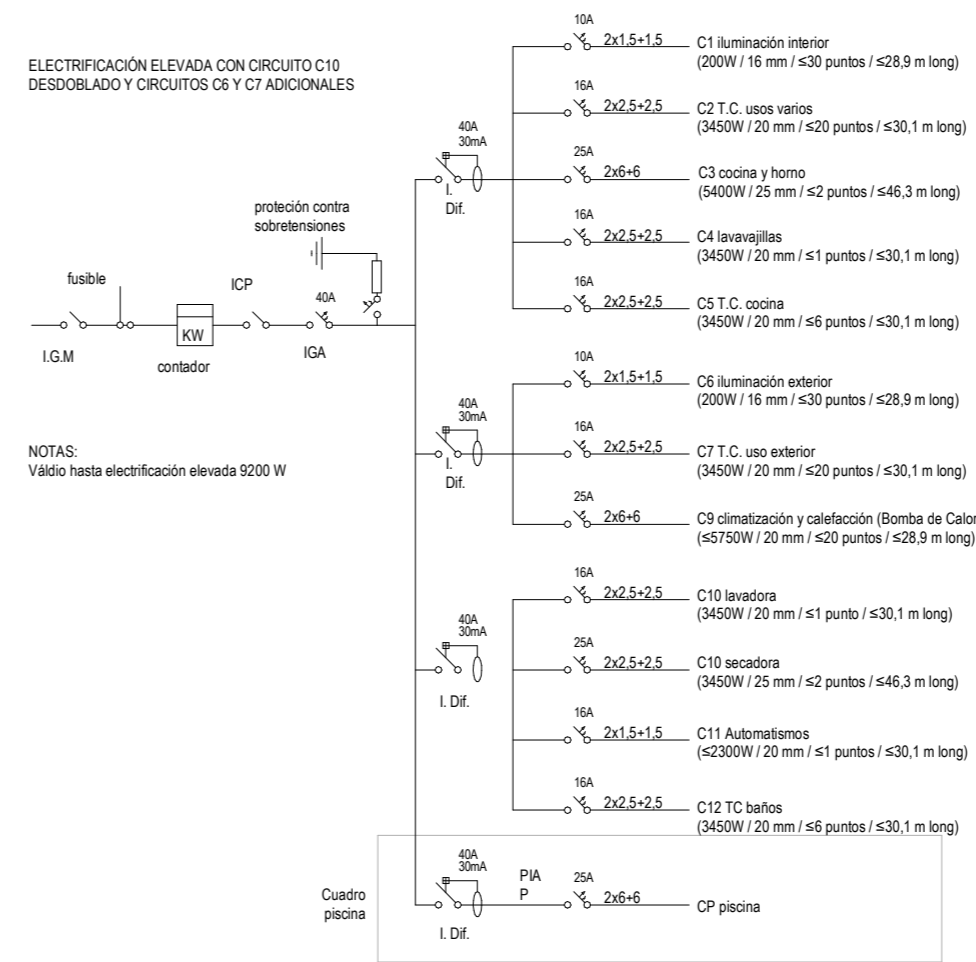 ELECTRIFICACIÓN ELEVADA CON CIRCUITO C10
DESDOBLADO Y CIRCUITOS C6 Y C7 ADICIONALES
fusible
I.G.M
KW
contador
ICP
40A
IGA
proteción contra
sobretensiones
NOTAS:
Váldio hasta electrificación elevada 9200 W
40A
30mA
I.
Dif.
10A
2x1,5+1,5
C1 iluminación interior
(200W / 16 mm / ≤30 puntos / ≤28,9 m long)
16A
2x2,5+2,5
C2 T.C. usos varios
(3450W / 20 mm / ≤20 puntos / ≤30,1 m long)
25A
2x6+6
C3 cocina y horno
(5400W / 25 mm / ≤2 puntos / ≤46,3 m long)
16A
2x2,5+2,5
C4 lavavajillas
(3450W / 20 mm / ≤1 puntos / ≤30,1 m long)
16A
2x2,5+2,5
C5 T.C. cocina
(3450W / 20 mm / ≤6 puntos / ≤30,1 m long)
40A
30mA
I.
Dif.
10A
2x1,5+1,5
C6 iluminación exterior
(200W / 16 mm / ≤30 puntos / ≤28,9 m long)
16A
2x2,5+2,5
C7 T.C. uso exterior
(3450W / 20 mm / ≤20 puntos / ≤30,1 m long)
25A
2x6+6
C9 climatización y calefacción (Bomba de Calor
(≤5750W / 20 mm / ≤20 puntos / ≤28,9 m long)
40A
30mA
I. Dif.
16A
2x2,5+2,5
C10 lavadora
(3450W / 20 mm / ≤1 punto / ≤30,1 m long)
25A
2x2,5+2,5
C10 secadora
(3450W / 25 mm / ≤2 puntos / ≤46,3 m long)
16A
2x1,5+1,5
C11 Automatismos
(≤2300W / 20 mm / ≤1 puntos / ≤30,1 m long)
16A
2x2,5+2,5
C12 TC baños
(3450W / 20 mm / ≤6 puntos / ≤30,1 m long)
Cuadro
piscina
40A
30mA
I. Dif.
PIA
P
25A
2x6+6
CP piscina